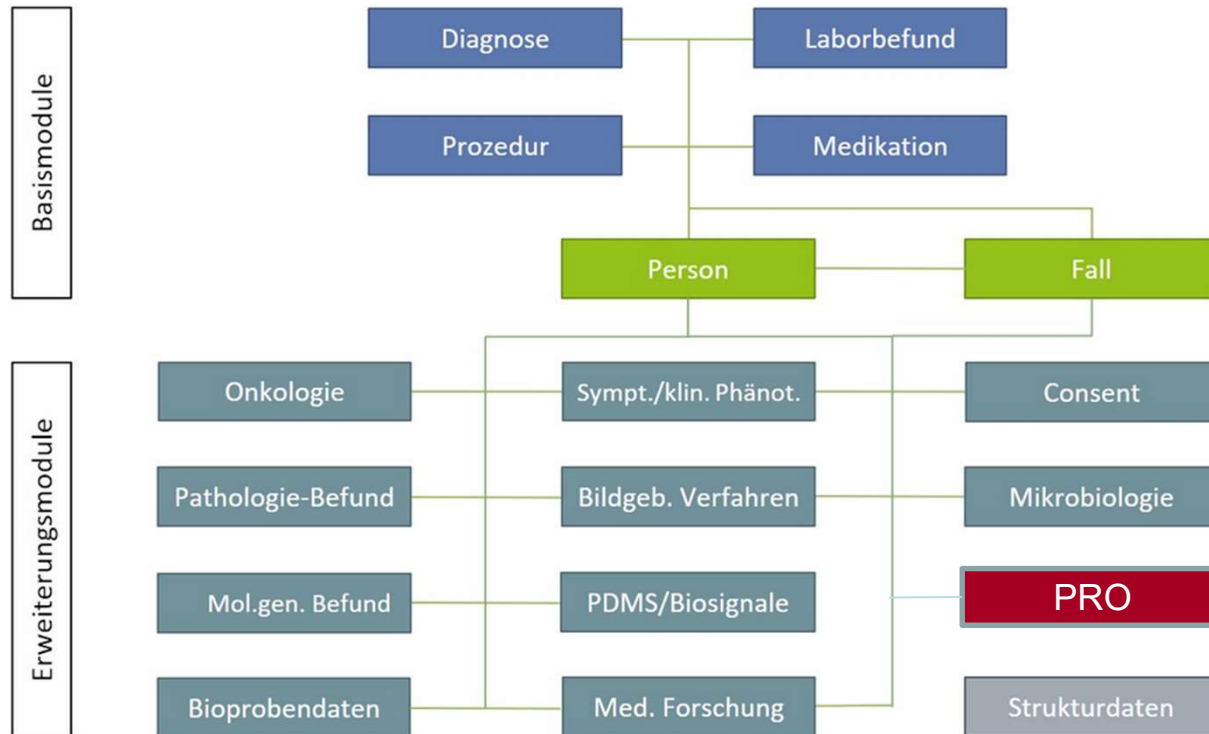 Basismodule
Diagnose
Laborbefund
Prozedur
Medikation
Person
Fall
Erweiterungsmodule
Onkologie
Sympt./klin. Phänot.
Consent
Pathologie-Befund
Bildgeb. Verfahren
Mikrobiologie
Mol.gen. Befund
PDMS/Biosignale
PRO
Bioprobendaten
Med. Forschung
Strukturdaten